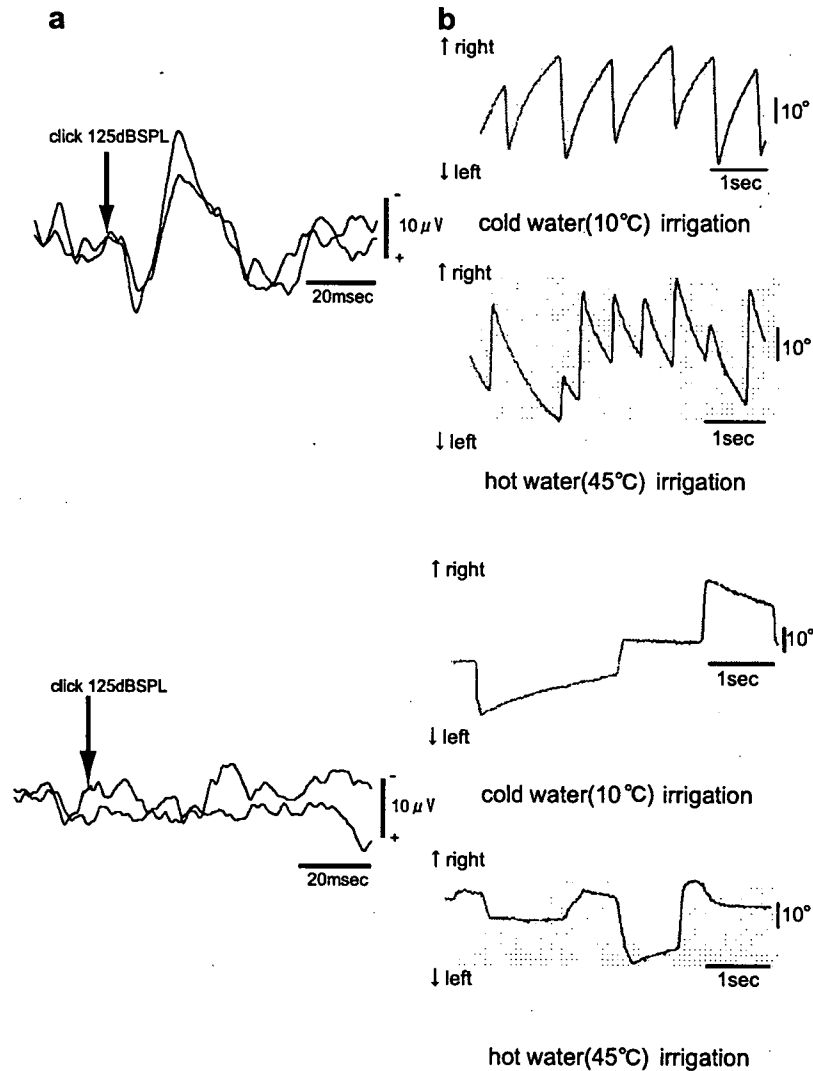 a
click 125dBSPL
-
10 μV
+
20msec
b
↑ right
10°
↓ left
1sec
cold water(10℃) irrigation
↑ right
10°
↓ left
1sec
hot water(45℃) irrigation
click 125dBSPL
-
10 μV
+
20msec
↑ right
10°
1sec
↓ left
cold water(10℃) irrigation
↑ right
10°
↓ left
1sec
hot water(45℃) irrigation